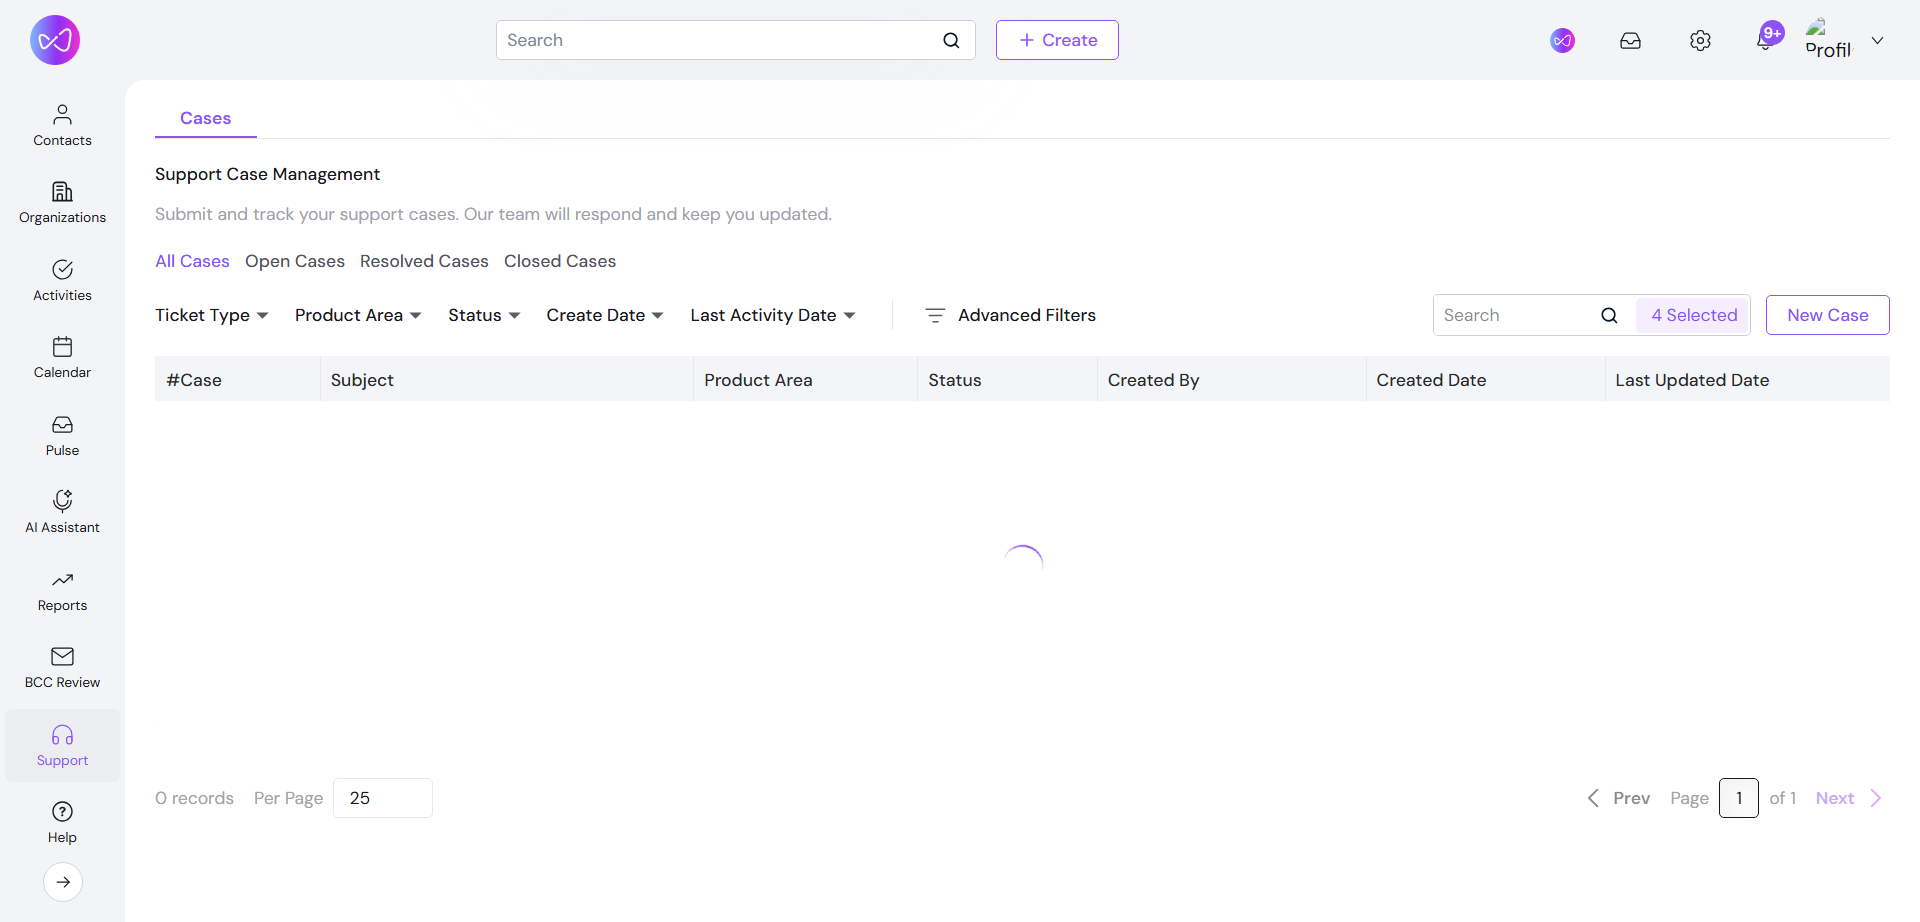 Search
+ Create
9+
Profil
Contacts
Organizations
Activities
Calendar
Pulse
AI Assistant
Reports
BCC Review
Support
Help
Cases
Support Case Management
Submit and track your support cases. Our team will respond and keep you updated.
All Cases Open Cases Resolved Cases Closed Cases
Ticket Type Product Area Status Create Date Last Activity Date Advanced Filters Search 4 Selected New Case
#Case Subject Product Area Status Created By Created Date Last Updated Date
0 records Per Page 25 Prev Page 1 of 1 Next